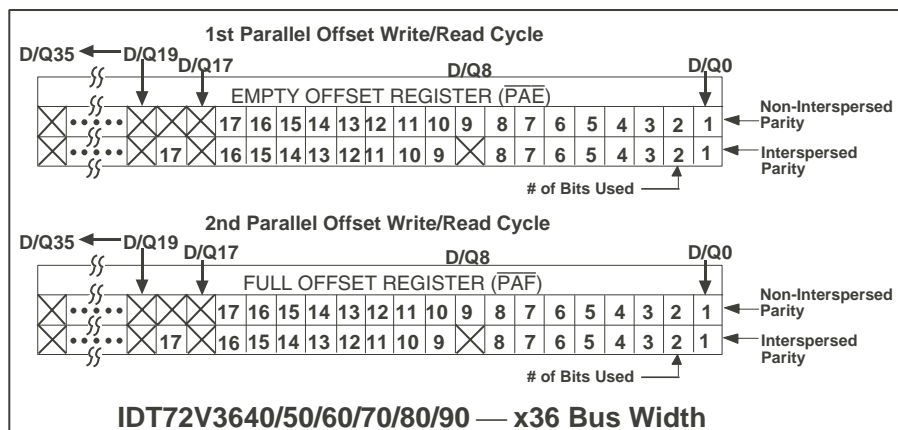 1st Parallel Offset Write/Read Cycle
D/Q35 D/Q19 D/Q17 D/Q8 D/Q0
EMPTY OFFSET REGISTER (PAE)
17 16 15 14 13 12 11 10 9 8 7 6 5 4 3 2 1
Non-Interspersed
Parity
17 16 15 14 13 12 11 10 9 8 7 6 5 4 3 2 1
Interspersed
Parity
# of Bits Used
2nd Parallel Offset Write/Read Cycle
D/Q35 D/Q19 D/Q17 D/Q8 D/Q0
FULL OFFSET REGISTER (PAF)
17 16 15 14 13 12 11 10 9 8 7 6 5 4 3 2 1
Non-Interspersed
Parity
17 16 15 14 13 12 11 10 9 8 7 6 5 4 3 2 1
Interspersed
Parity
# of Bits Used
IDT72V3640/50/60/70/80/90 — x36 Bus Width